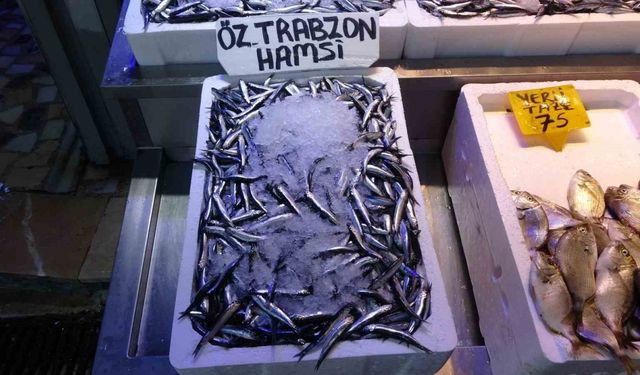 ÖZ TRABZON
HAMSİ
YERLİ
TAZE
75